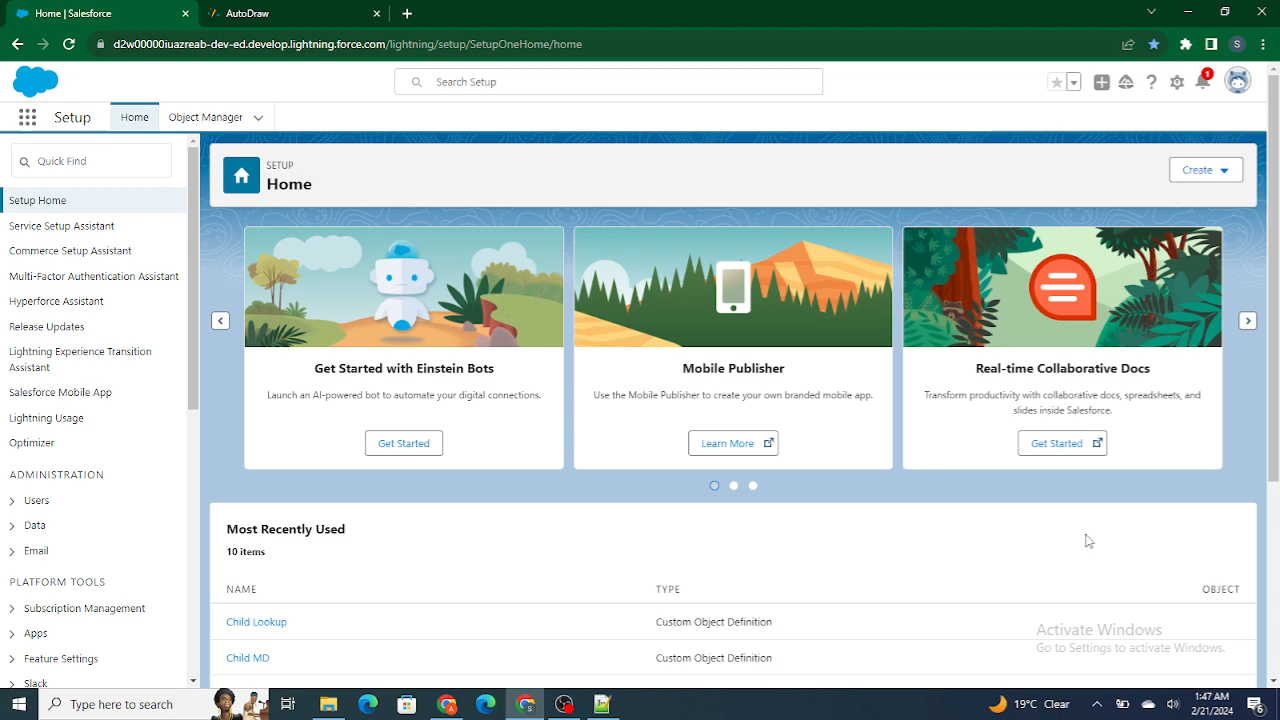 Home | Salesforce
AutoDraw
d2w00000iuazreab-dev-ed.develop.lightning.force.com/lightning/setup/SetupOneHome/home
S
Search Setup
1
Setup
Home
Object Manager
Quick Find
Setup Home
Service Setup Assistant
Commerce Setup Assistant
Multi-Factor Authentication Assistant
Hyperforce Assistant
Release Updates
Lightning Experience Transition
Assistant
Salesforce Mobile App
Lightning Usage
Optimizer
ADMINISTRATION
Users
Data
Email
PLATFORM TOOLS
Subscription Management
Apps
Feature Settings
Slack
SETUP
Home
Create
Get Started with Einstein Bots
Launch an AI-powered bot to automate your digital connections.
Get Started
Mobile Publisher
Use the Mobile Publisher to create your own branded mobile app.
Learn More
Real-time Collaborative Docs
Transform productivity with collaborative docs, spreadsheets, and
slides inside Salesforce.
Get Started
Most Recently Used
10 items
NAME TYPE OBJECT
Child Lookup Custom Object Definition
Child MD Custom Object Definition
Activate Windows
Go to Settings to activate Windows.
Type here to search
19°C Clear
1:47 AM
2/21/2024
6